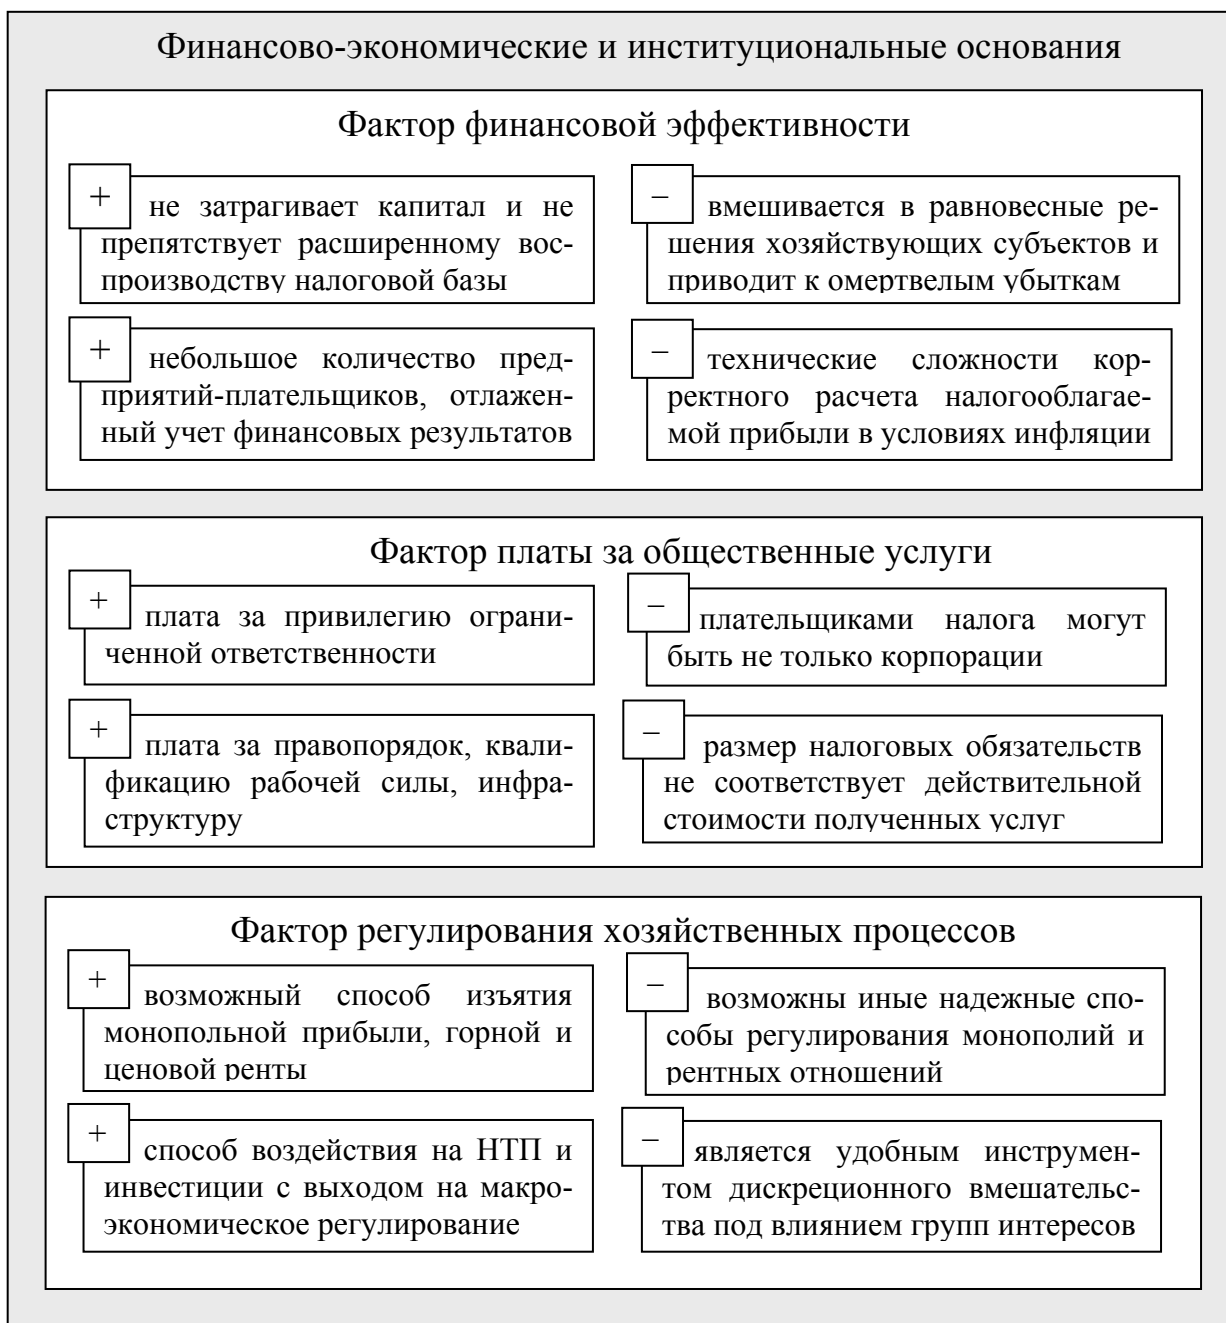 Финансово-экономические и институциональные основания
Фактор финансовой эффективности
+
не затрагивает капитал и не
препятствует расширенному вос-
производству налоговой базы
–
вмешивается в равновесные ре-
шения хозяйствующих субъектов и
приводит к омертвелым убыткам
+
небольшое количество пред-
приятий-плательщиков, отлажен-
ный учет финансовых результатов
–
технические сложности кор-
ректного расчета налогооблагае-
мой прибыли в условиях инфляции
Фактор платы за общественные услуги
+
плата за привилегию ограни-
ченной ответственности
–
плательщиками налога могут
быть не только корпорации
+
плата за правопорядок, квали-
фикацию рабочей силы, инфра-
структуру
–
размер налоговых обязательств
не соответствует действительной
стоимости полученных услуг
Фактор регулирования хозяйственных процессов
+
возможный способ изъятия
монопольной прибыли, горной и
ценовой ренты
–
возможны иные надежные спо-
собы регулирования монополий и
рентных отношений
+
способ воздействия на НТП и
инвестиции с выходом на макро-
экономическое регулирование
–
является удобным инструмен-
том дискреционного вмешательс-
тва под влиянием групп интересов